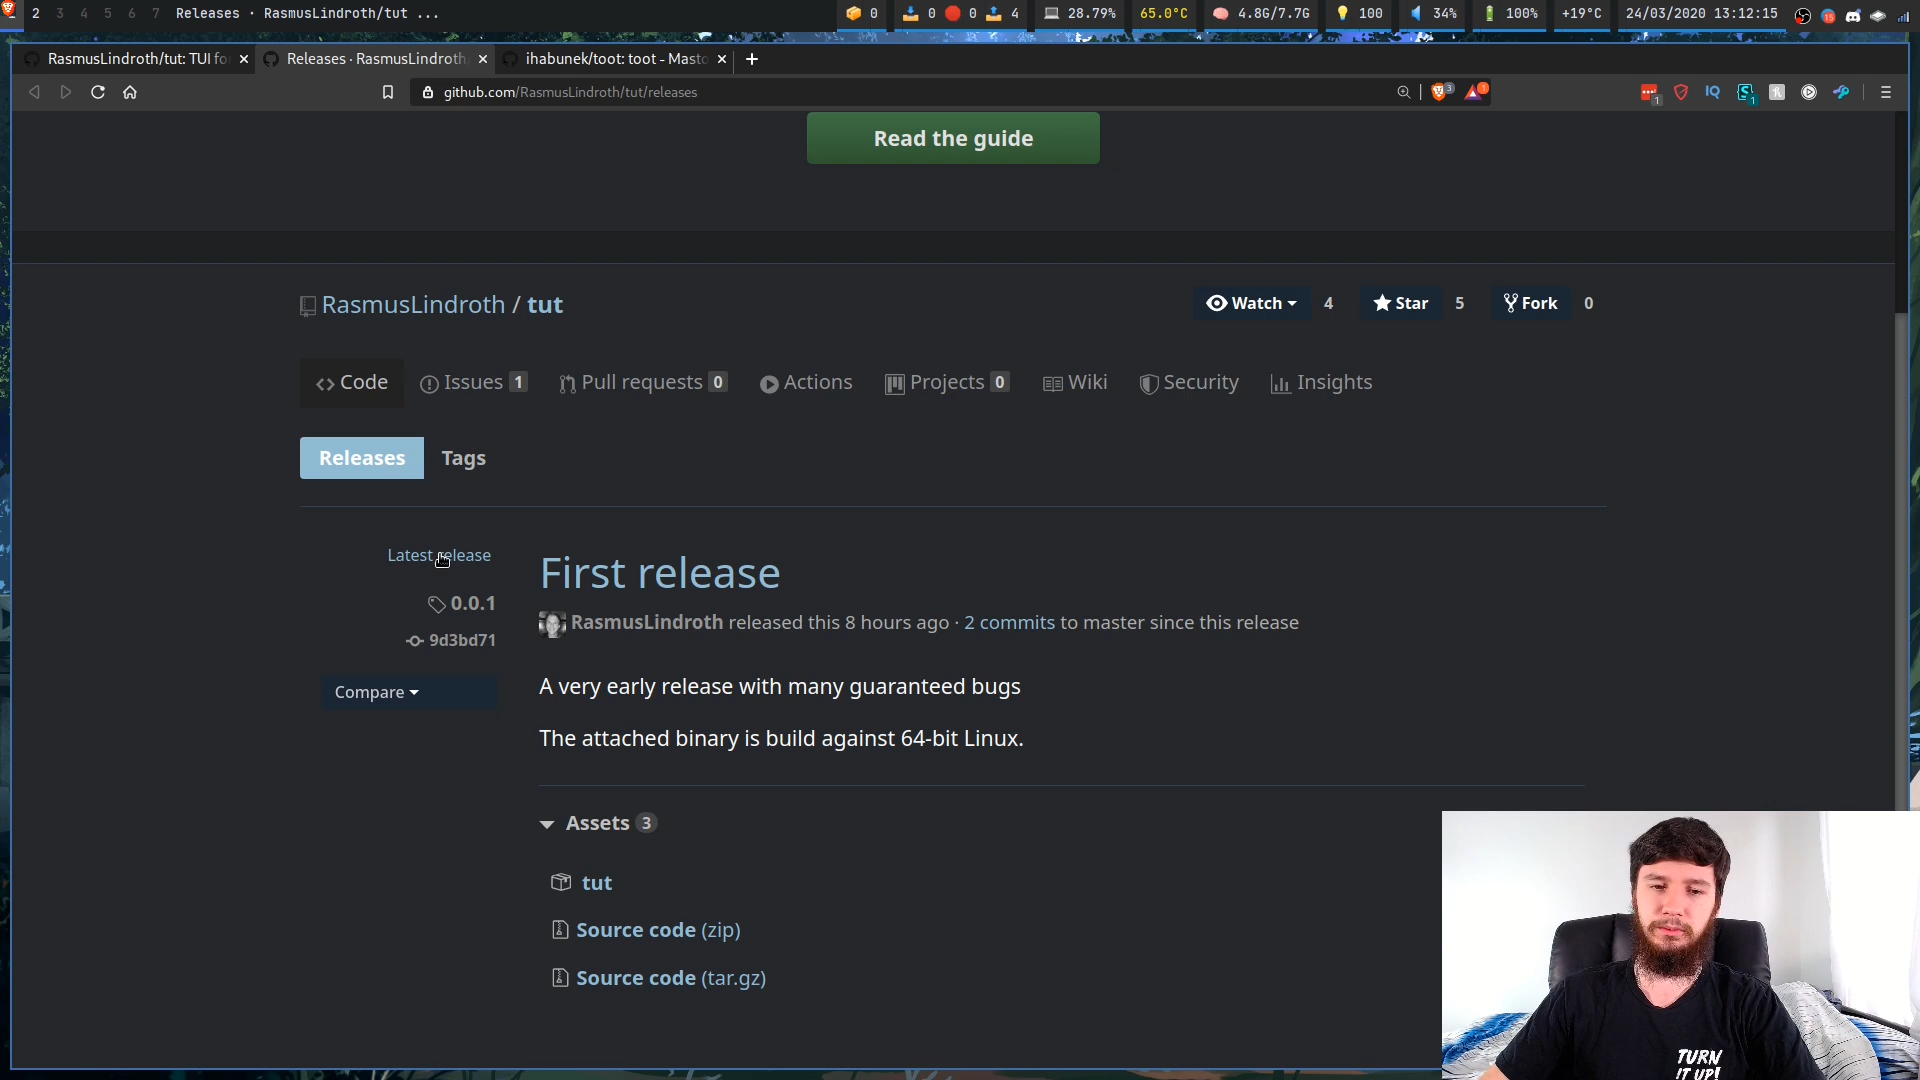 2 3 4 5 6 7 Releases · RasmusLindroth/tut ... 0 0 0 4 28.79% 65.0°C 4.8G/7.7G 100 34% 100% +19°C 24/03/2020 13:12:15
RasmusLindroth/tut: TUI fo Releases · RasmusLindroth ihabunek/toot: toot - Masto
github.com/RasmusLindroth/tut/releases
Read the guide
RasmusLindroth / tut Watch 4 Star 5 Fork 0
Code Issues 1 Pull requests 0 Actions Projects 0 Wiki Security Insights
Releases Tags
Latest release
First release
0.0.1
RasmusLindroth released this 8 hours ago · 2 commits to master since this release
9d3bd71
A very early release with many guaranteed bugs
Compare
The attached binary is build against 64-bit Linux.
Assets 3
tut
Source code (zip)
Source code (tar.gz)
TURN
IT UP!